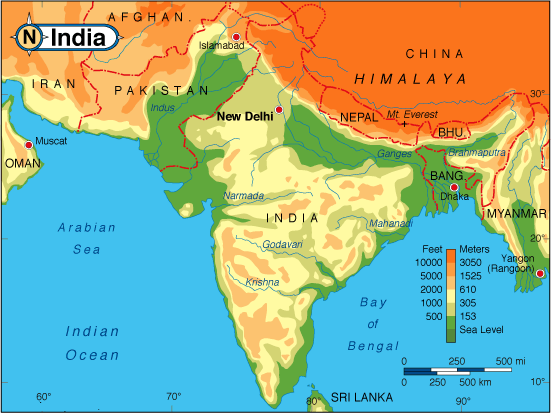 N India
AFGHAN.
Islamabad
CHINA
HIMALAYA
IRAN
PAKISTAN
30°
Indus
New Delhi
NEPAL
Mt. Everest
BHU.
Muscat
OMAN
Ganges
Brahmaputra
BANG.
Dhaka
Narmada
INDIA
Mahanadi
MYANMAR
Arabian
Sea
Godavari
20°
Feet Meters
10000 3050
5000 1525
2000 610
1000 305
500 153
Sea Level
Yangon
(Rangoon)
Krishna
Bay
of
Bengal
Indian
Ocean
0 250 500 mi
0 250 500 km
60°
70°
80°
SRI LANKA
90°
10°